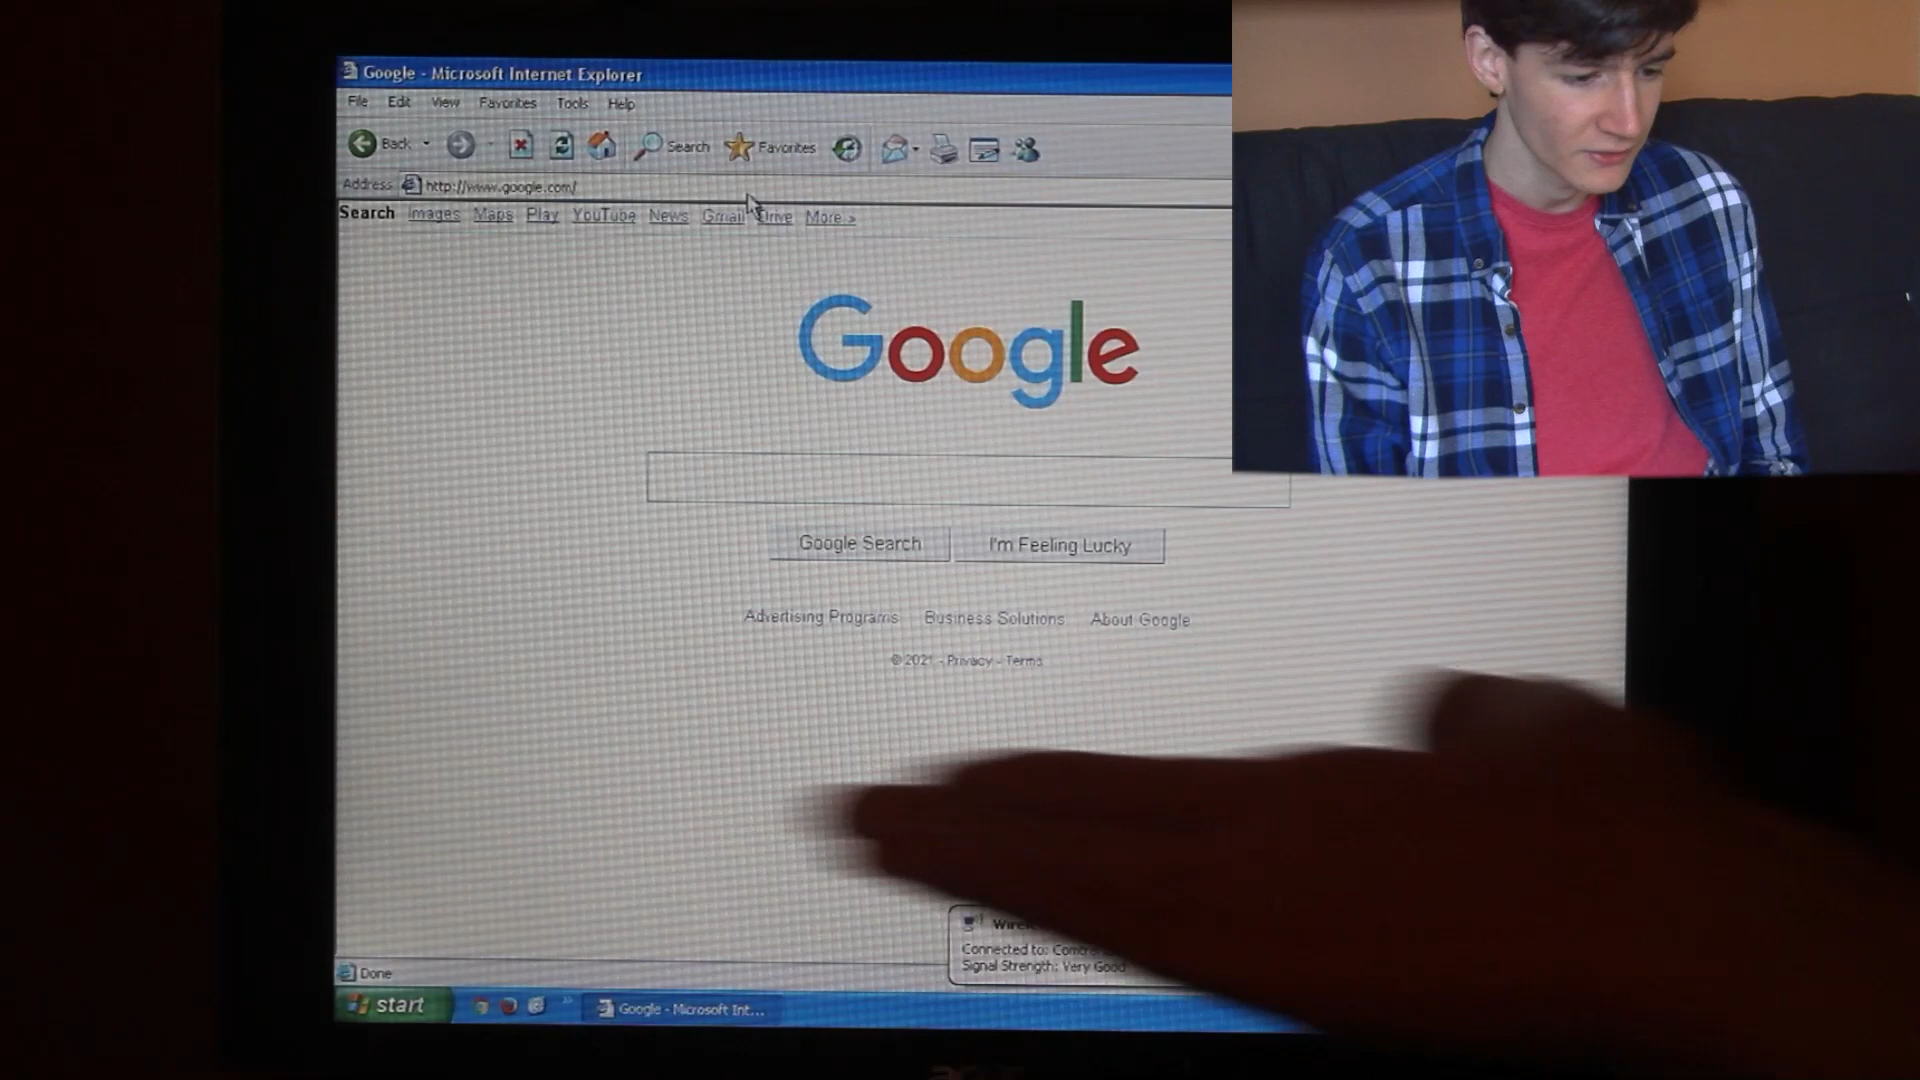 Google - Microsoft Internet Explorer
File Edit View Favorites Tools Help
Back Search Favorites
Address http://www.google.com/
Search Images Maps Play YouTube News Gmail Drive More »
Google
Google Search I'm Feeling Lucky
Advertising Programs Business Solutions About Google
© 2021 - Privacy - Terms
Connected to:
Signal Strength: Very Good
Done
start Google - Microsoft Int...